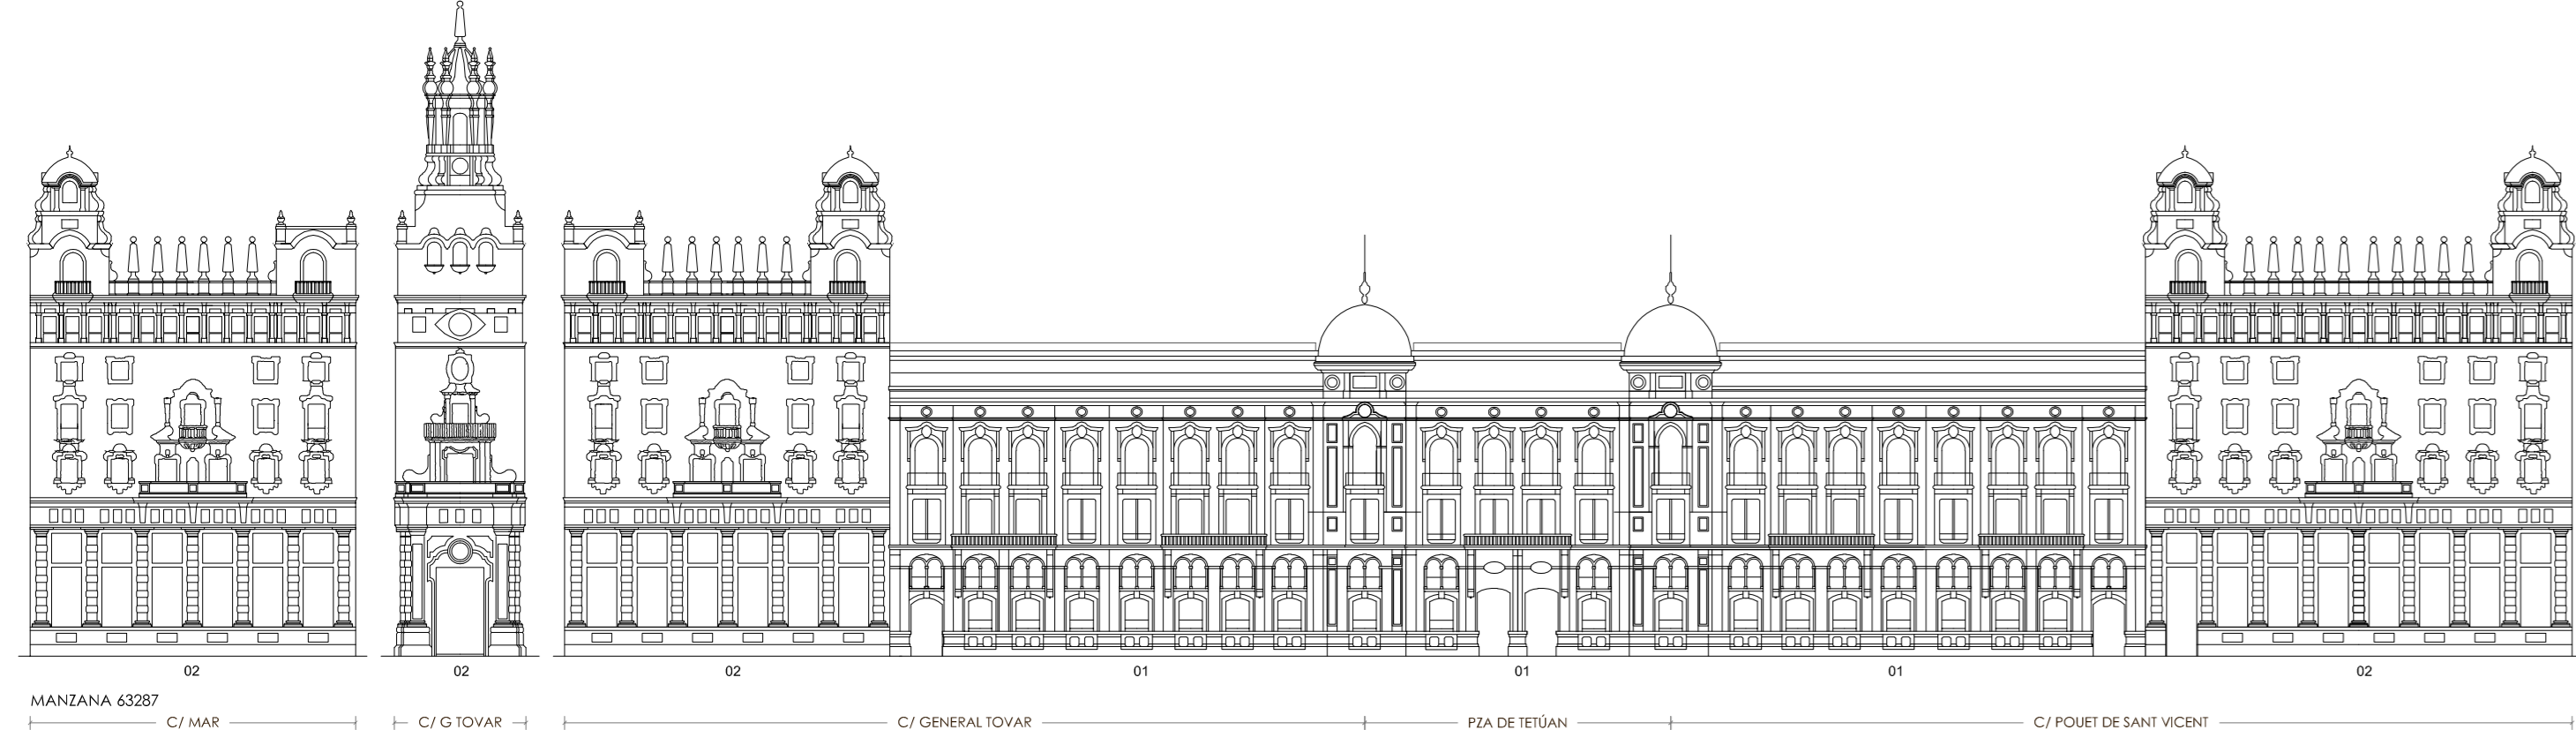 02 02 02 01 01 01 02
MANZANA 63287
C/ MAR C/ G TOVAR C/ GENERAL TOVAR PZA DE TETÚAN C/ POUET DE SANT VICENT